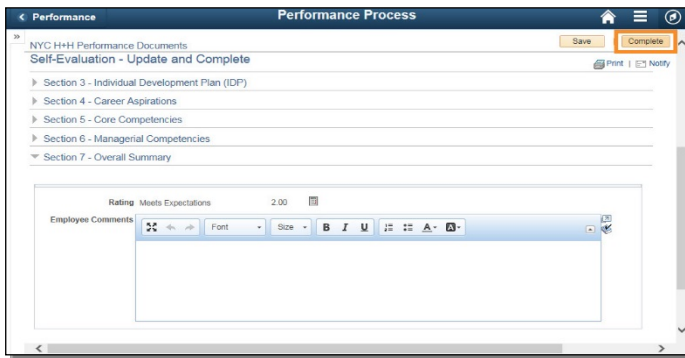 Performance
Performance Process
NYC H+H Performance Documents
Save
Complete
Self-Evaluation - Update and Complete
Print | Notify
Section 3 - Individual Development Plan (IDP)
Section 4 - Career Aspirations
Section 5 - Core Competencies
Section 6 - Managerial Competencies
Section 7 - Overall Summary
Rating Meets Expectations 2.00
Employee Comments
Font Size B I U A A